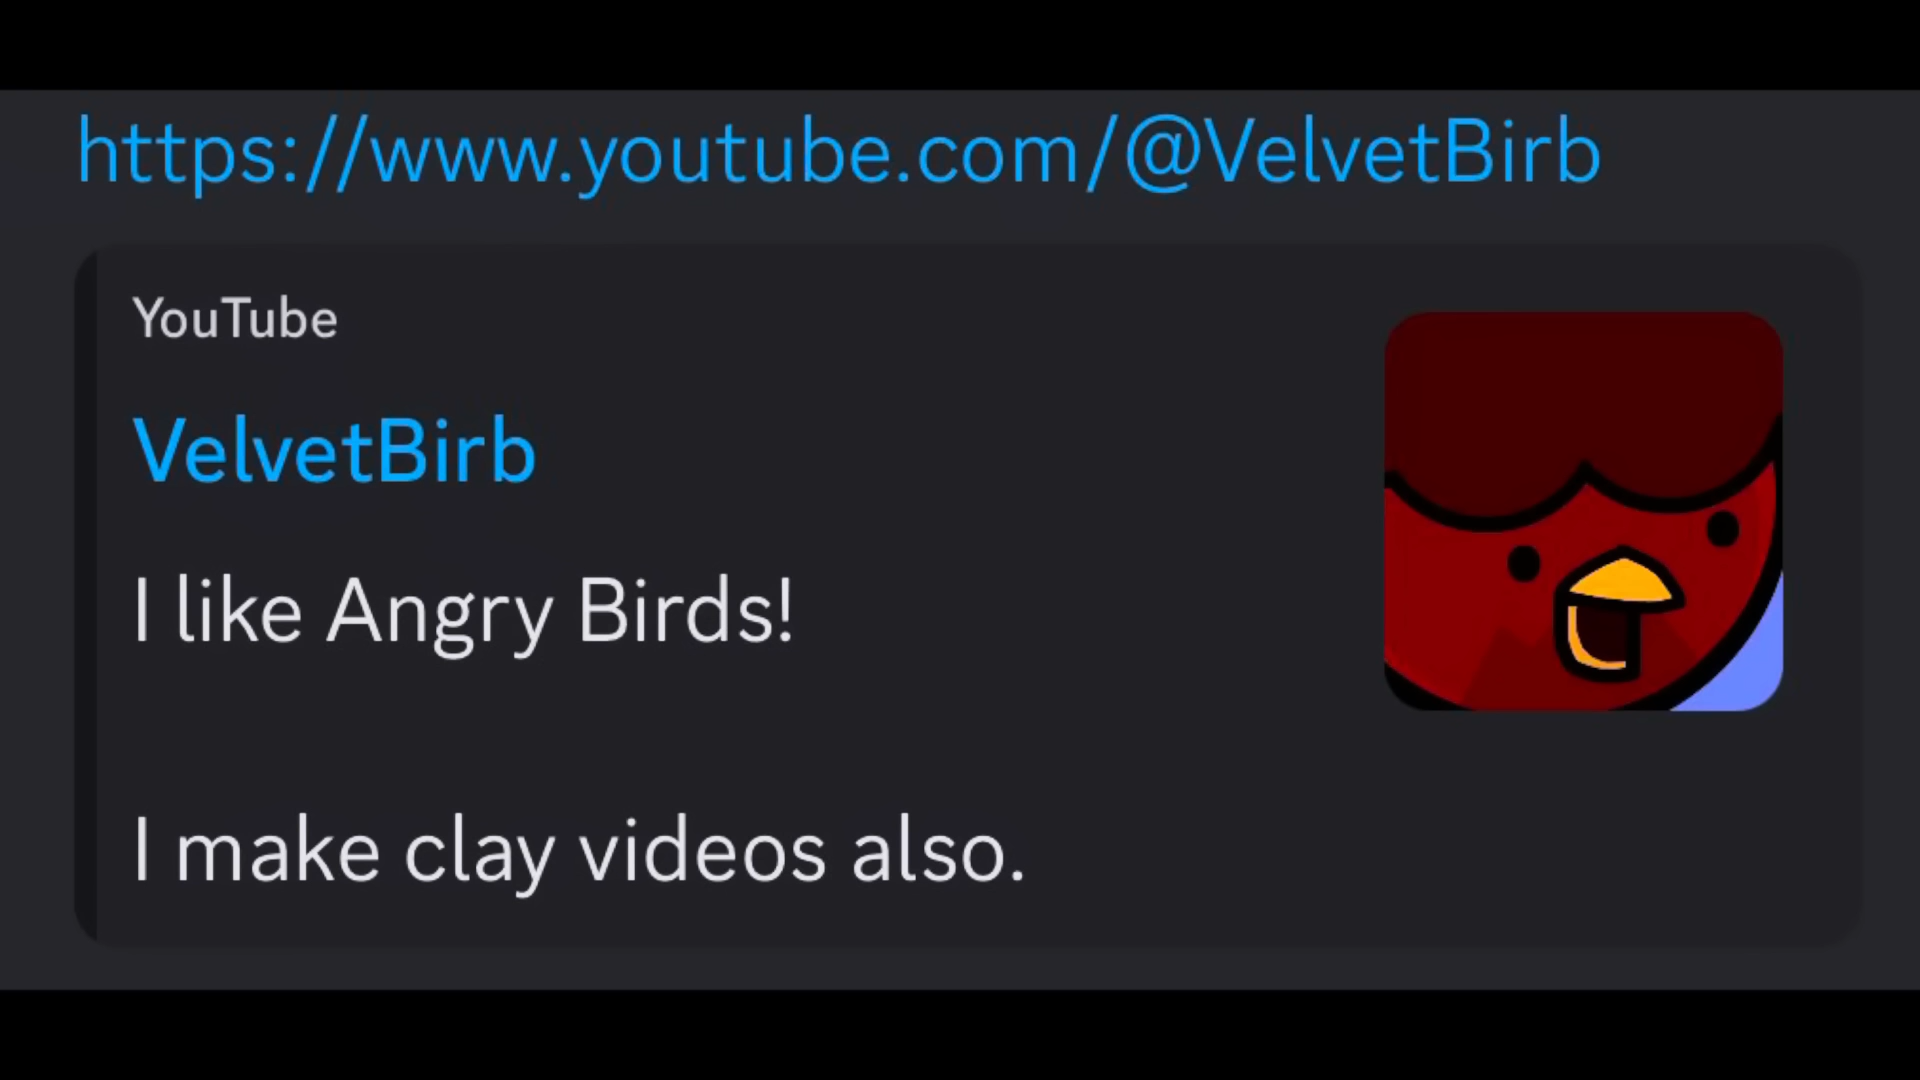 https://www.youtube.com/@VelvetBirb
YouTube
VelvetBirb
I like Angry Birds!
I make clay videos also.